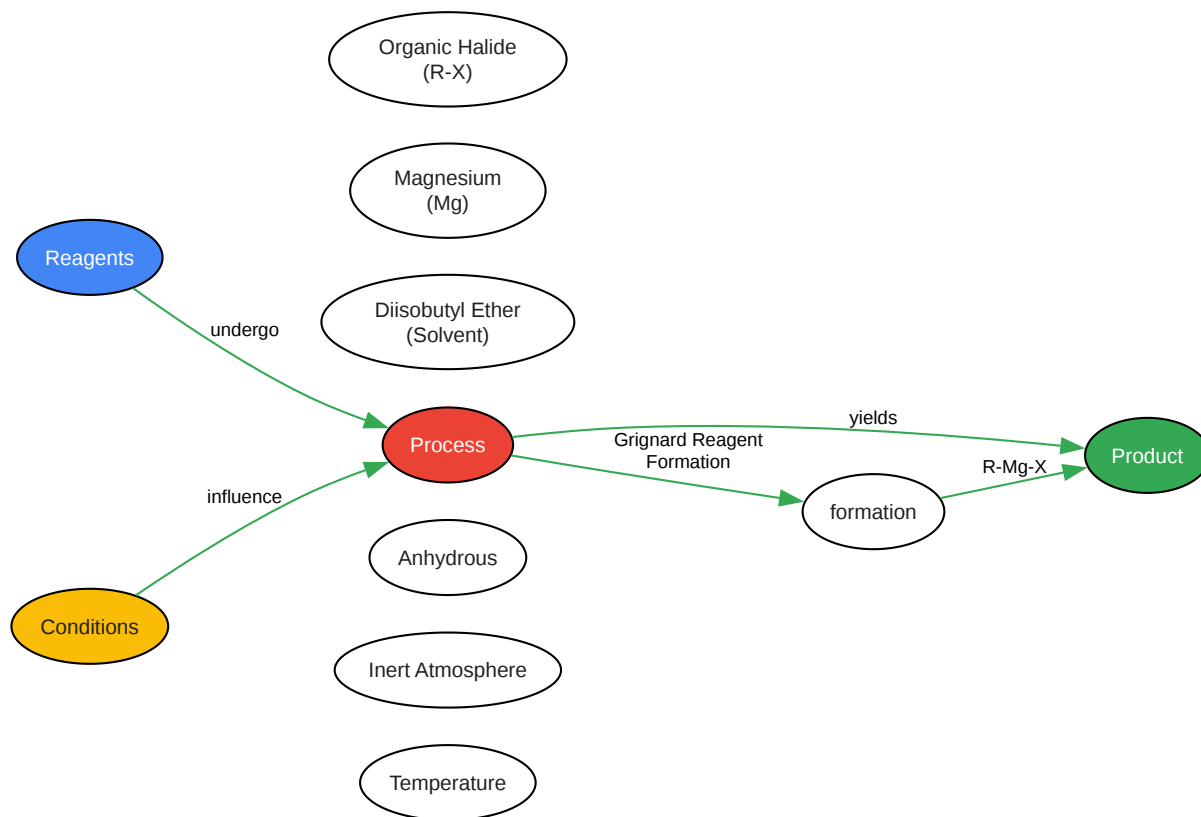 Organic Halide
(R-X)
Magnesium
(Mg)
Reagents
undergo
Diisobutyl Ether
(Solvent)
Process
yields
Grignard Reagent
Formation
R-Mg-X
Product
influence
formation
Anhydrous
Conditions
Inert Atmosphere
Temperature